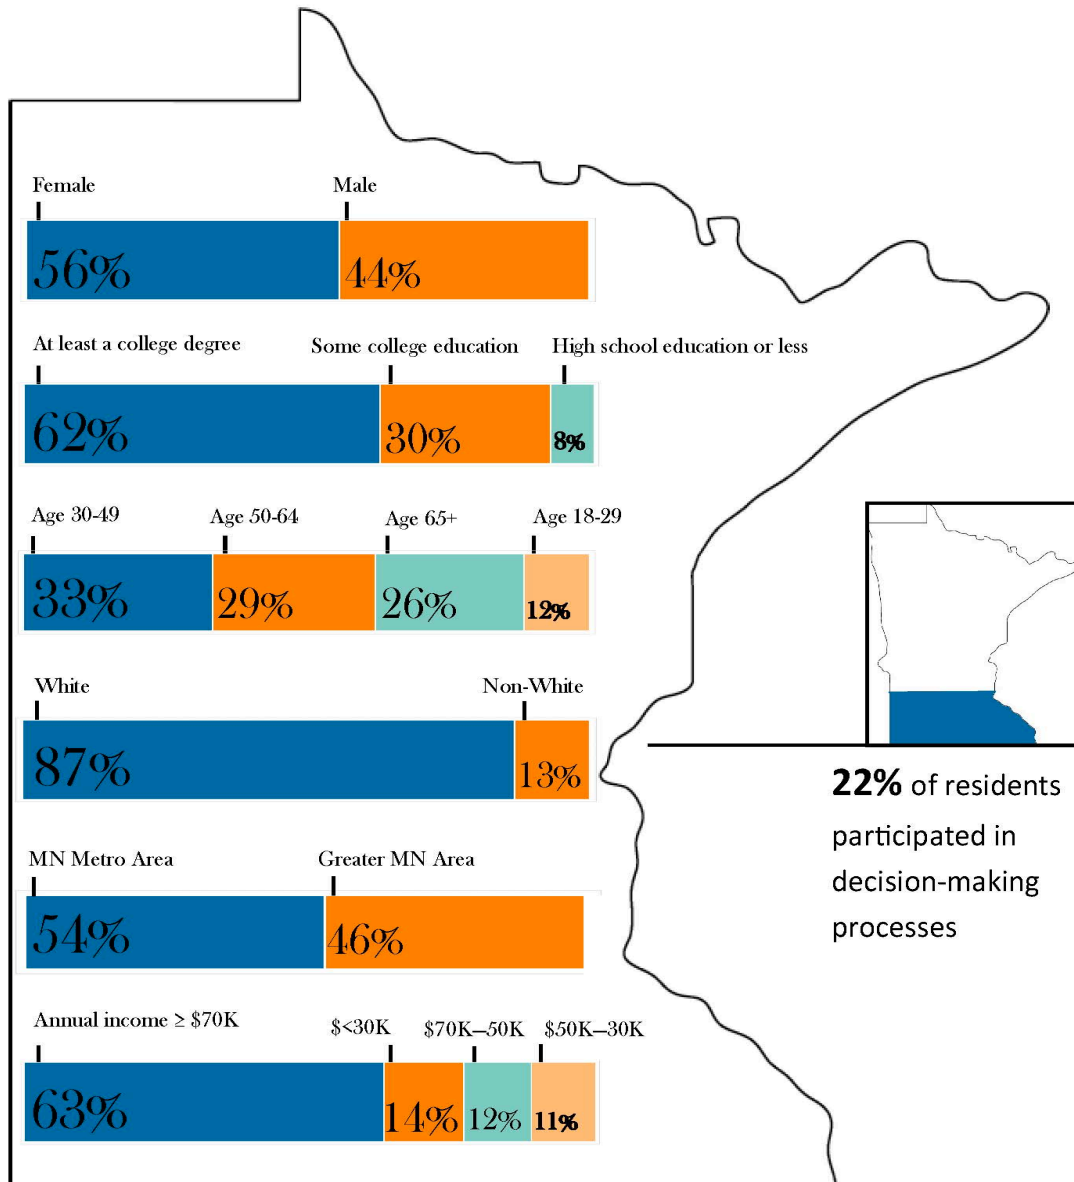 Female Male
56% 44%
At least a college degree Some college education High school education or less
62% 30% 8%
Age 30-49 Age 50-64 Age 65+ Age 18-29
33% 29% 26% 12%
White Non-White
87% 13%
MN Metro Area Greater MN Area
54% 46%
Annual income ≥ $70K $<30K $70K–50K $50K–30K
63% 14% 12% 11%
22% of residents
participated in
decision-making
processes